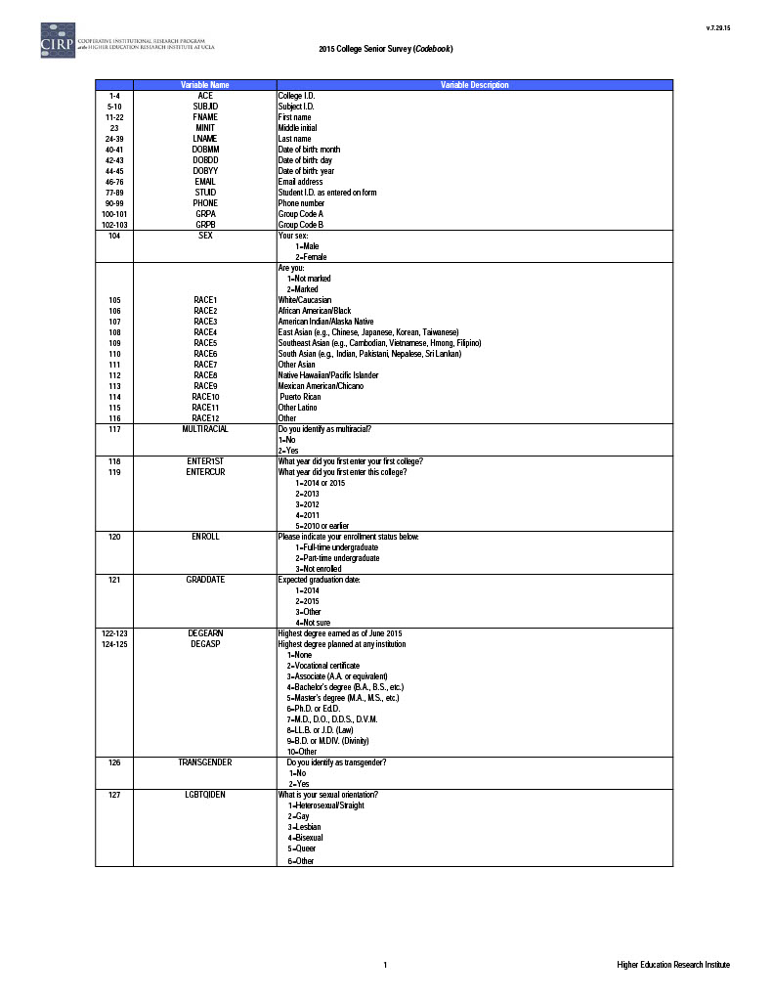 v.7.29.15
CIRP COOPERATIVE INSTITUTIONAL RESEARCH PROGRAM
at the HIGHER EDUCATION RESEARCH INSTITUTE AT UCLA
2015 College Senior Survey (Codebook)
Variable Name Variable Description
1-4 ACE College I.D.
5-10 SUBJID Subject I.D.
11-22 FNAME First name
23 MINIT Middle initial
24-39 LNAME Last name
40-41 DOBMM Date of birth: month
42-43 DOBDD Date of birth: day
44-45 DOBYY Date of birth: year
46-76 EMAIL Email address
77-89 STUID Student I.D. as entered on form
90-99 PHONE Phone number
100-101 GRPA Group Code A
102-103 GRPB Group Code B
104 SEX Your sex:
1=Male
2=Female
Are you:
1=Not marked
2=Marked
105 RACE1 White/Caucasian
106 RACE2 African American/Black
107 RACE3 American Indian/Alaska Native
108 RACE4 East Asian (e.g., Chinese, Japanese, Korean, Taiwanese)
109 RACE5 Southeast Asian (e.g., Cambodian, Vietnamese, Hmong, Filipino)
110 RACE6 South Asian (e.g., Indian, Pakistani, Nepalese, Sri Lankan)
111 RACE7 Other Asian
112 RACE8 Native Hawaiian/Pacific Islander
113 RACE9 Mexican American/Chicano
114 RACE10 Puerto Rican
115 RACE11 Other Latino
116 RACE12 Other
117 MULTIRACIAL Do you identify as multiracial?
1=No
2=Yes
118 ENTER1ST What year did you first enter your first college?
119 ENTERCUR What year did you first enter this college?
1=2014 or 2015
2=2013
3=2012
4=2011
5=2010 or earlier
120 ENROLL Please indicate your enrollment status below:
1=Full-time undergraduate
2=Part-time undergraduate
3=Not enrolled
121 GRADDATE Expected graduation date:
1=2014
2=2015
3=Other
4=Not sure
122-123 DEGEARN Highest degree earned as of June 2015
124-125 DEGASP Highest degree planned at any institution
1=None
2=Vocational certificate
3=Associate (A.A. or equivalent)
4=Bachelor's degree (B.A., B.S., etc.)
5=Master's degree (M.A., M.S., etc.)
6=Ph.D. or Ed.D.
7=M.D., D.O., D.D.S., D.V.M.
8=LL.B. or J.D. (Law)
9=B.D. or M.DIV. (Divinity)
10=Other
126 TRANSGENDER Do you identify as transgender?
1=No
2=Yes
127 LGBTQIDEN What is your sexual orientation?
1=Heterosexual/Straight
2=Gay
3=Lesbian
4=Bisexual
5=Queer
6=Other
1 Higher Education Research Institute